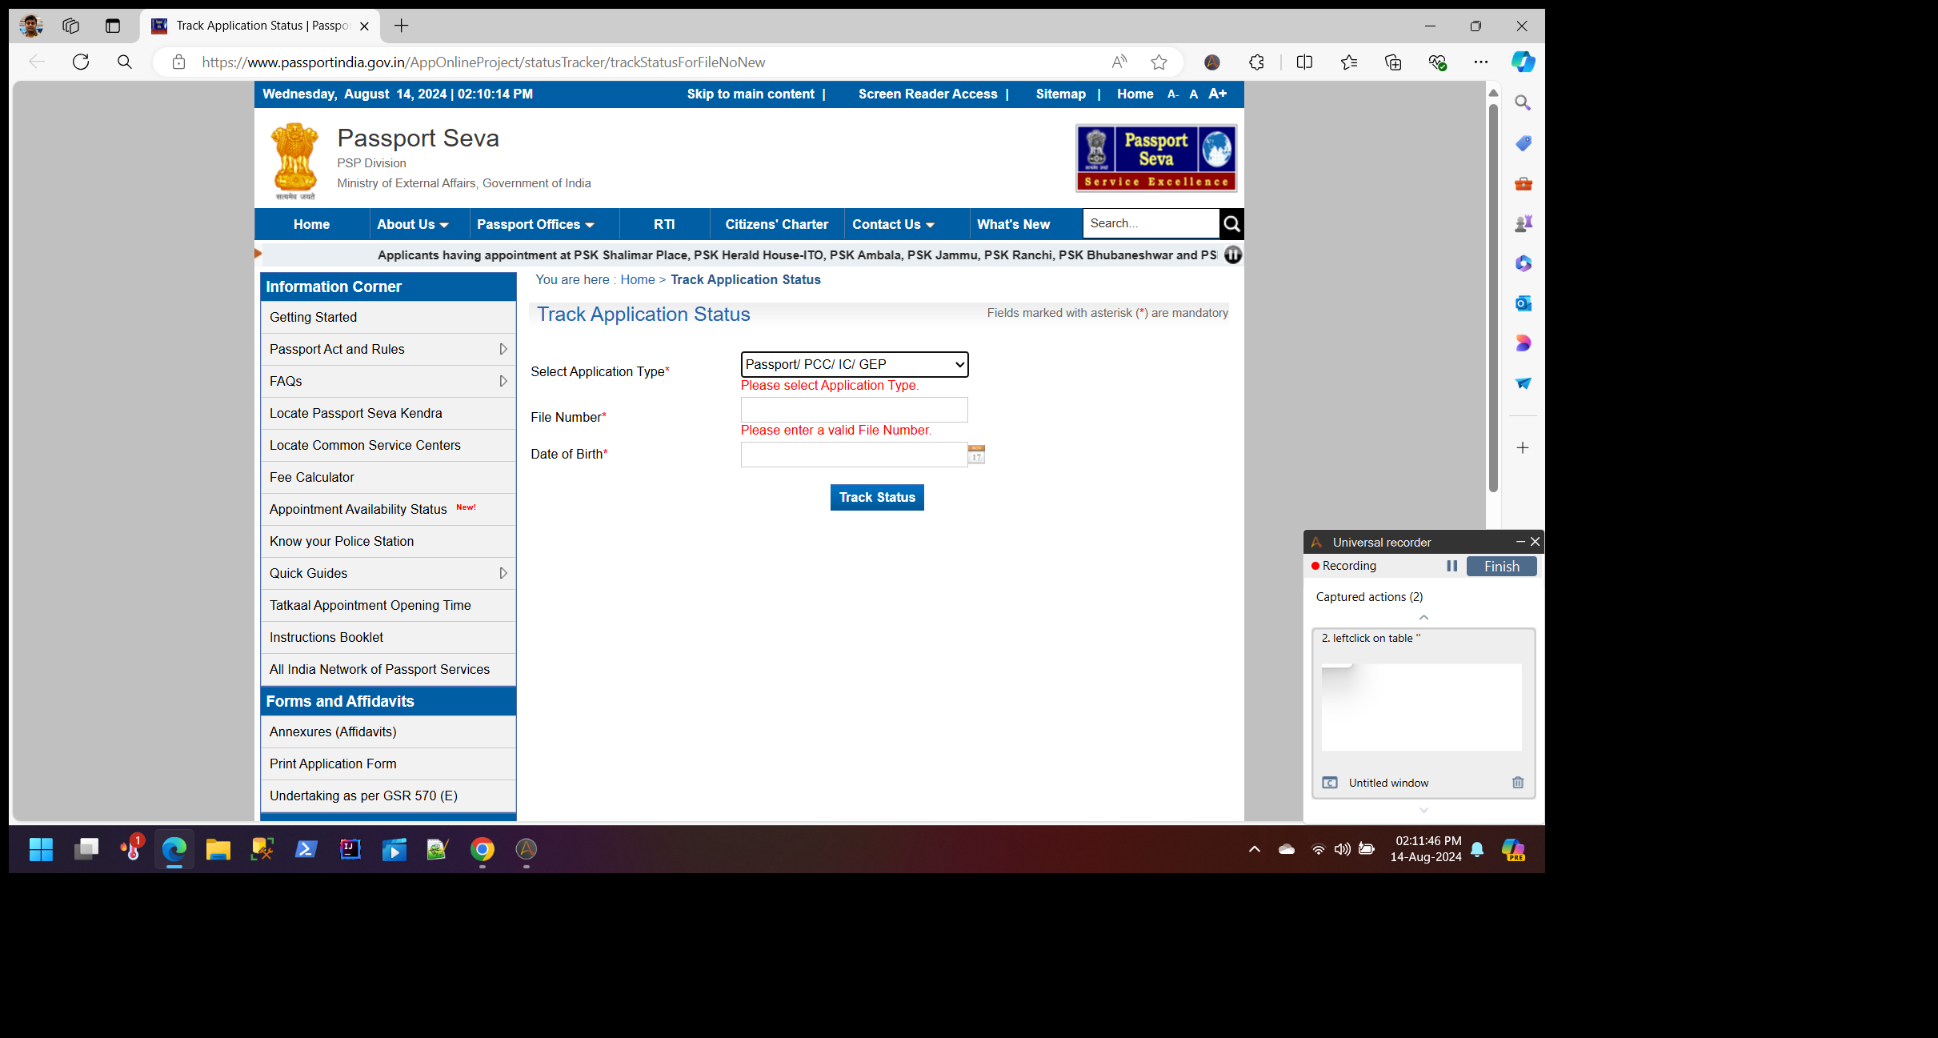 Track Application Status | Passpo
https://www.passportindia.gov.in/AppOnlineProject/statusTracker/trackStatusForFileNoNew
Wednesday, August 14, 2024 | 02:10:14 PM
Skip to main content | Screen Reader Access | Sitemap | Home A- A A+
Passport Seva
PSP Division
Ministry of External Affairs, Government of India
सत्यमेव जयते
Passport
Seva
Service Excellence
Home About Us Passport Offices RTI Citizens' Charter Contact Us What's New Search...
Applicants having appointment at PSK Shalimar Place, PSK Herald House-ITO, PSK Ambala, PSK Jammu, PSK Ranchi, PSK Bhubaneshwar and PS
Information Corner
Getting Started
Passport Act and Rules
FAQs
Locate Passport Seva Kendra
Locate Common Service Centers
Fee Calculator
Appointment Availability Status New!
Know your Police Station
Quick Guides
Tatkaal Appointment Opening Time
Instructions Booklet
All India Network of Passport Services
Forms and Affidavits
Annexures (Affidavits)
Print Application Form
Undertaking as per GSR 570 (E)
You are here : Home > Track Application Status
Track Application Status
Fields marked with asterisk (*) are mandatory
Select Application Type*
Passport/ PCC/ IC/ GEP
Please select Application Type.
File Number*
Please enter a valid File Number.
Date of Birth*
17
Track Status
Universal recorder
Recording
Finish
Captured actions (2)
2. leftclick on table ''
Untitled window
1
IJ
02:11:46 PM
14-Aug-2024
PRE